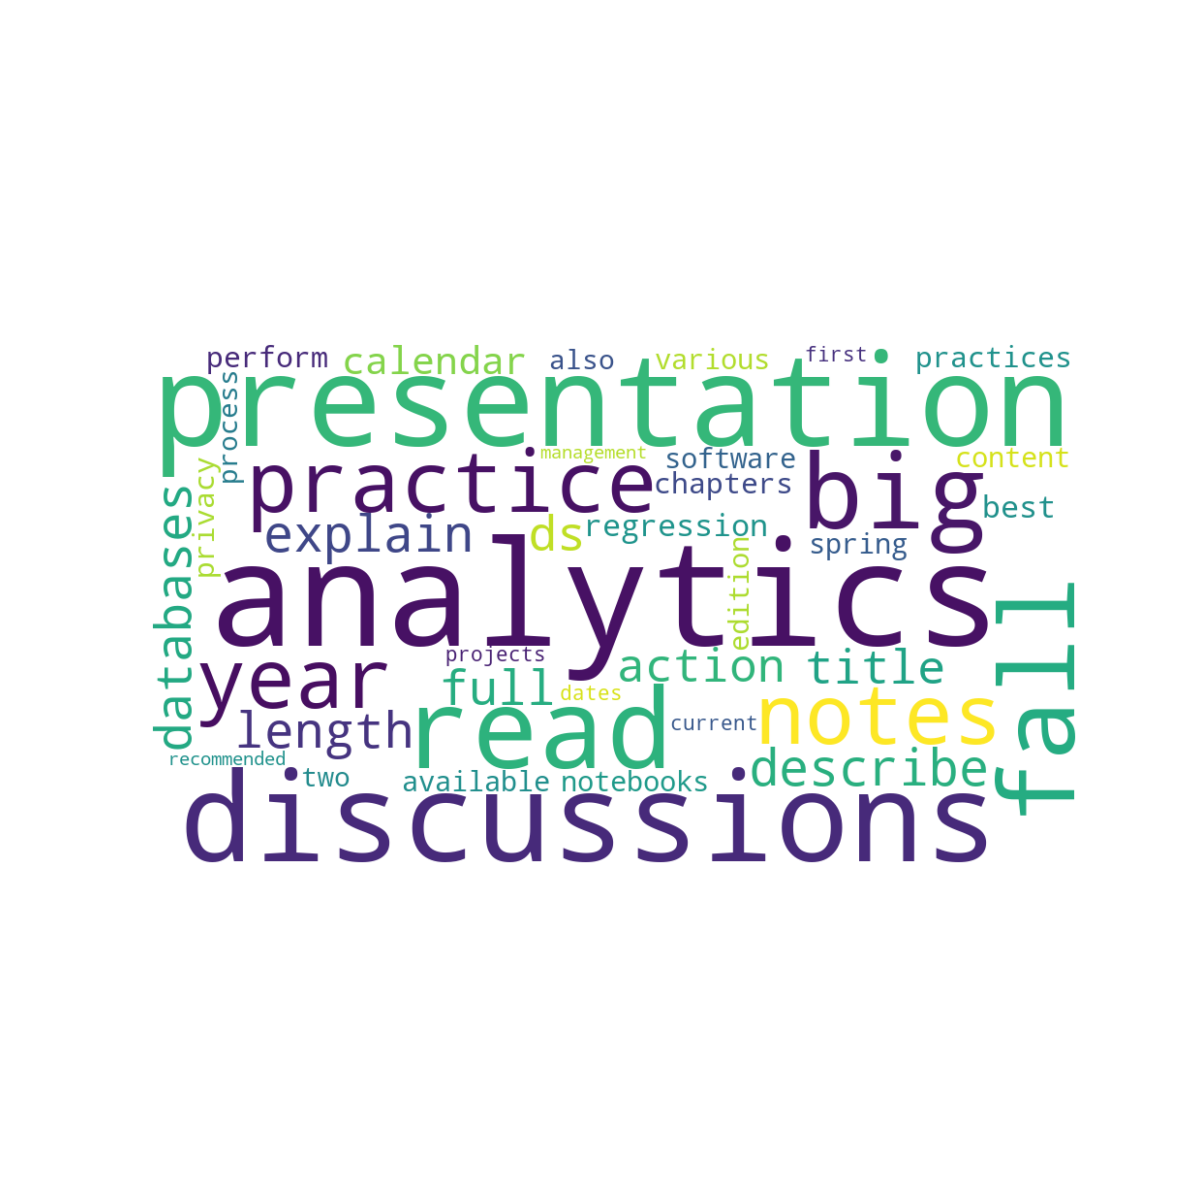 perform calendar also various first practices
presentation
process
management
practice software content
privacy
chapters big
databases
best
explain ds regression
spring
edition
analytics
fall
projects
year full action title
dates
length read current notes
recommended
two available notebooks describe
discussions